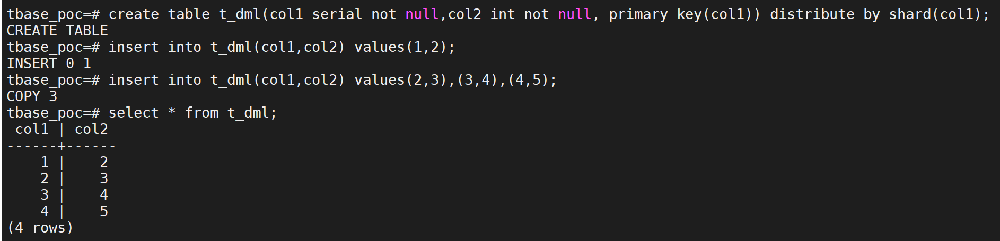 tbase_poc=# create table t_dml(col1 serial not null,col2 int not null, primary key(col1)) distribute by shard(col1);
CREATE TABLE
tbase_poc=# insert into t_dml(col1,col2) values(1,2);
INSERT 0 1
tbase_poc=# insert into t_dml(col1,col2) values(2,3),(3,4),(4,5);
COPY 3
tbase_poc=# select * from t_dml;
 col1 | col2
------+------
    1 |    2
    2 |    3
    3 |    4
    4 |    5
(4 rows)